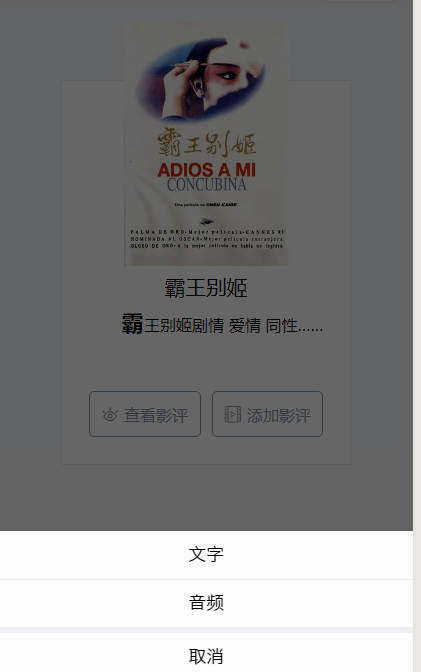 霸王别姬
ADIOS A MI
CONCUBINA
Una película de CHEN KAIGE
PALMA DE ORO•Mejor película•CANNES 93
NOMINADA AL OSCAR•Mejor película extranjera
GLOBO DE ORO•A la mejor película en habla no inglesa
霸王别姬
霸王别姬剧情 爱情 同性......
查看影评
添加影评
文字
音频
取消